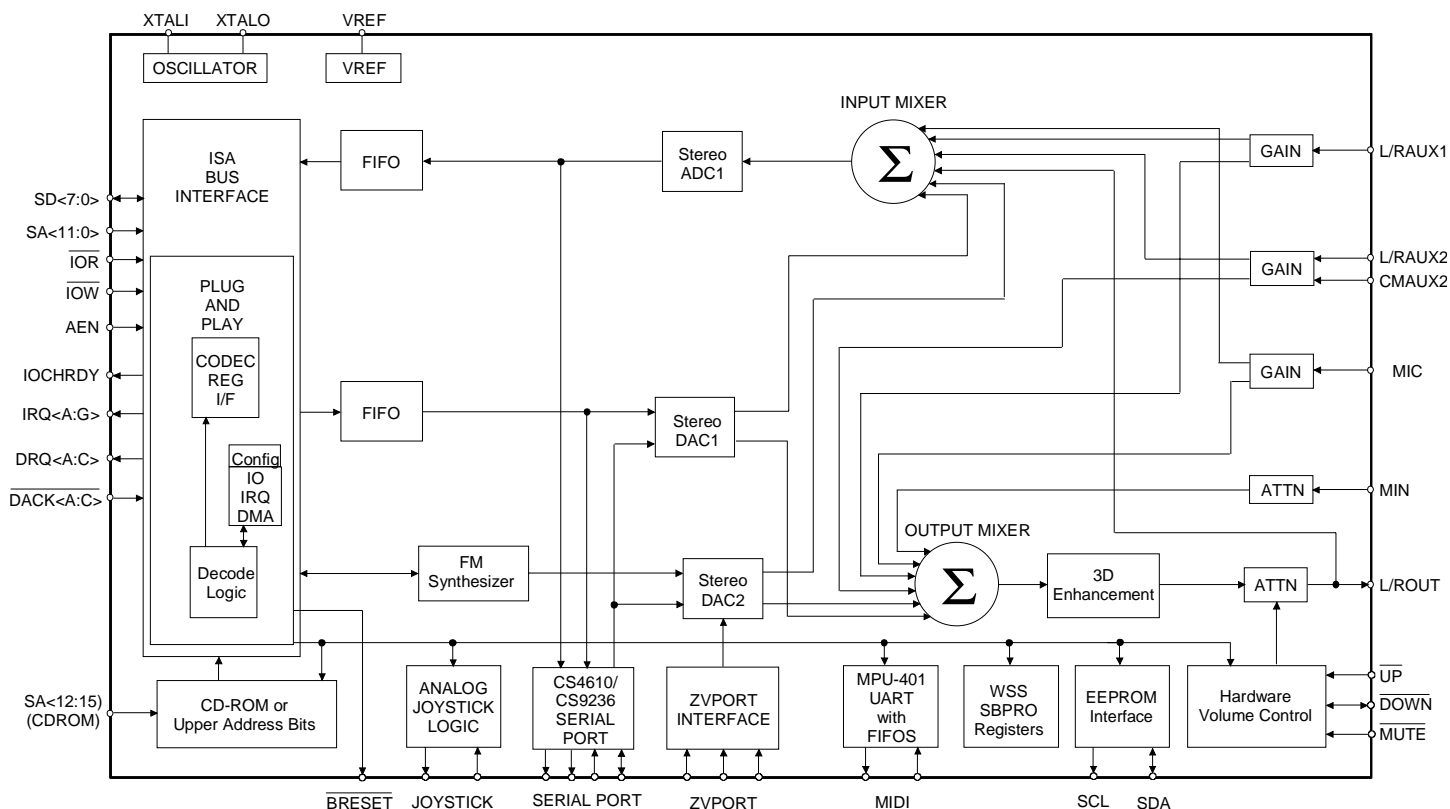 XTALI
XTALO
VREF
OSCILLATOR
VREF
INPUT MIXER
Σ
ISA
BUS
INTERFACE
FIFO
Stereo
ADC1
GAIN
L/RAUX1
SD<7:0>
SA<11:0>
IOR
IOW
AEN
IOCHRDY
IRQ<A:G>
DRQ<A:C>
DACK<A:C>
PLUG
AND
PLAY
CODEC
REG
I/F
Config
IO
IRQ
DMA
Decode
Logic
GAIN
L/RAUX2
CMAUX2
GAIN
MIC
FIFO
Stereo
DAC1
ATTN
MIN
OUTPUT MIXER
Σ
FM
Synthesizer
Stereo
DAC2
3D
Enhancement
ATTN
L/ROUT
SA<12:15)
(CDROM)
CD-ROM or
Upper Address Bits
ANALOG
JOYSTICK
LOGIC
CS4610/
CS9236
SERIAL
PORT
ZVPORT
INTERFACE
MPU-401
UART
with
FIFOS
WSS
SBPRO
Registers
EEPROM
Interface
Hardware
Volume Control
UP
DOWN
MUTE
BRESET
JOYSTICK
SERIAL PORT
ZVPORT
MIDI
SCL
SDA